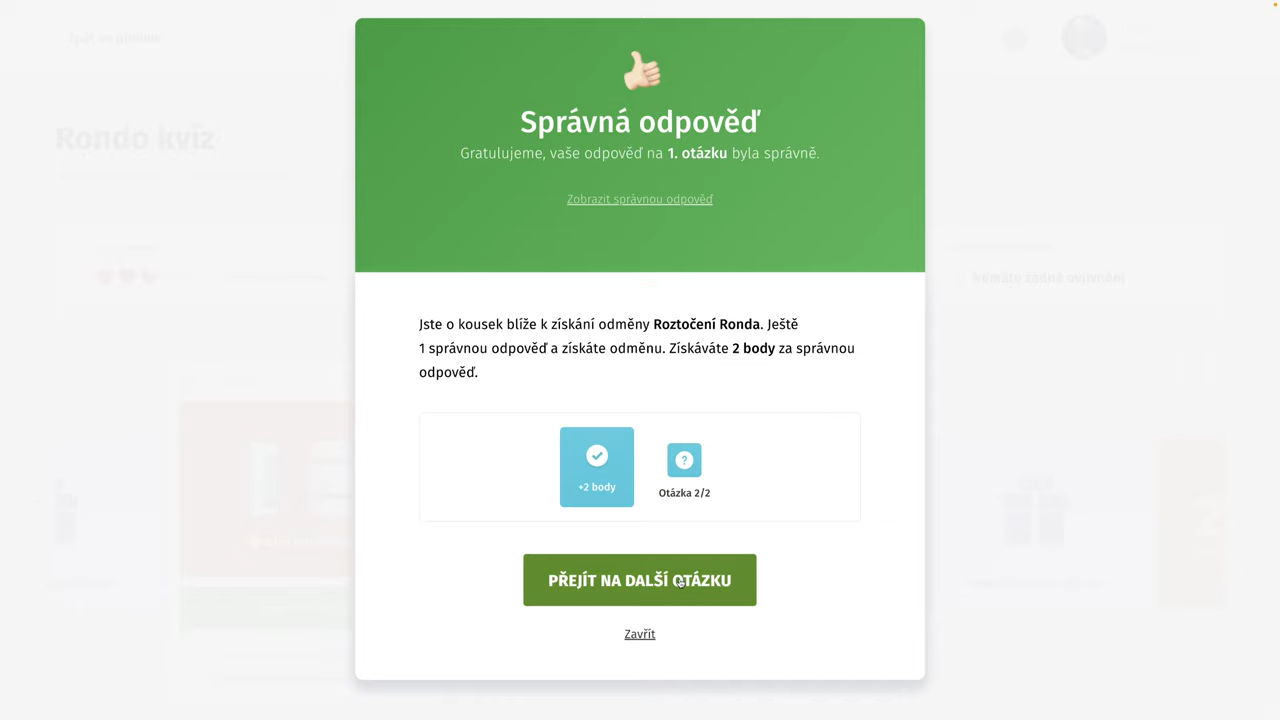 Rondo kvíz
Správná odpověď
Gratulujeme, vaše odpověď na 1. otázku byla správně.
Zobrazit správnou odpověď
Jste o kousek blíže k získání odměny Roztočení Ronda. Ještě
1 správnou odpověď a získáte odměnu. Získáváte 2 body za správnou
odpověď.
+2 body
?
Otázka 2/2
PŘEJÍT NA DALŠÍ OTÁZKU
Zavřít